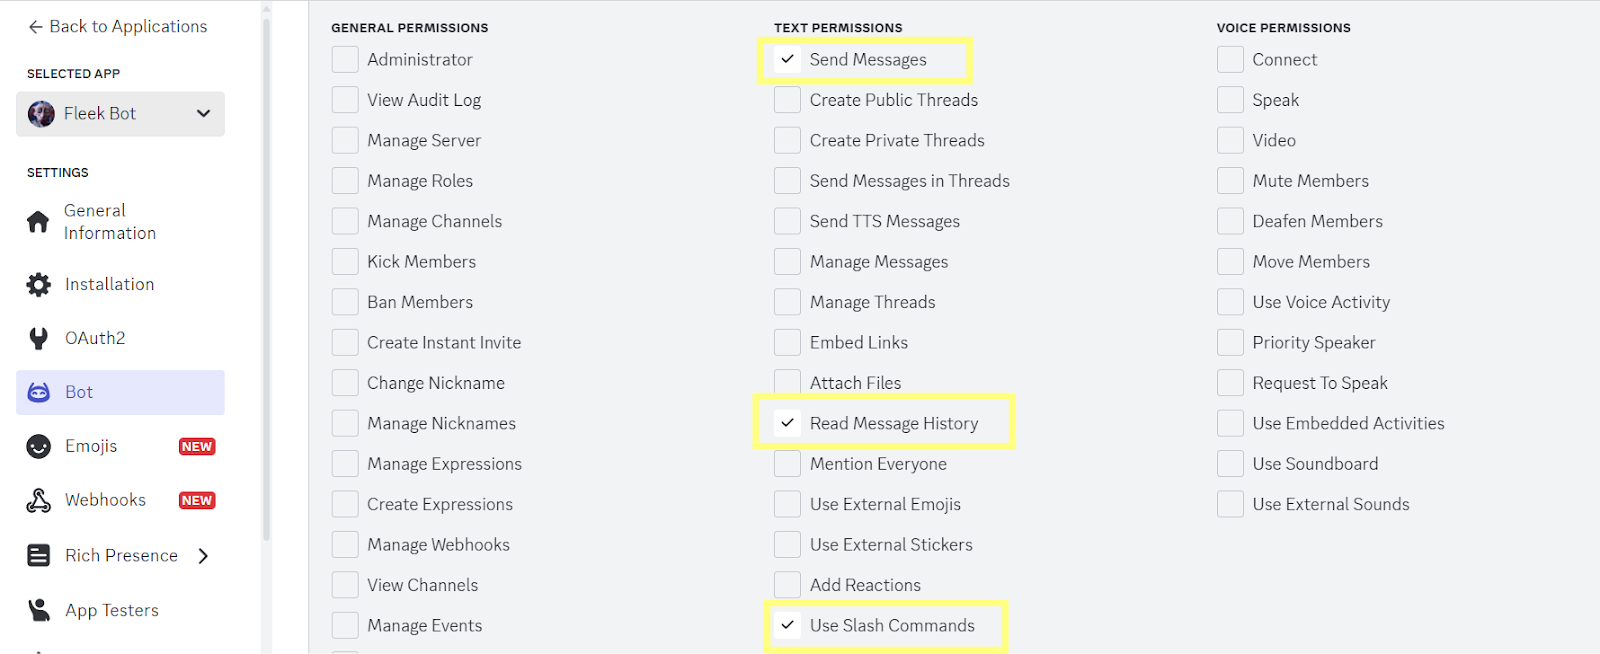 Back to Applications
SELECTED APP
Fleek Bot
SETTINGS
General
Information
Installation
OAuth2
Bot
Emojis NEW
Webhooks NEW
Rich Presence
App Testers
GENERAL PERMISSIONS
Administrator
View Audit Log
Manage Server
Manage Roles
Manage Channels
Kick Members
Ban Members
Create Instant Invite
Change Nickname
Manage Nicknames
Manage Expressions
Create Expressions
Manage Webhooks
View Channels
Manage Events
TEXT PERMISSIONS
Send Messages
Create Public Threads
Create Private Threads
Send Messages in Threads
Send TTS Messages
Manage Messages
Manage Threads
Embed Links
Attach Files
Read Message History
Mention Everyone
Use External Emojis
Use External Stickers
Add Reactions
Use Slash Commands
VOICE PERMISSIONS
Connect
Speak
Video
Mute Members
Deafen Members
Move Members
Use Voice Activity
Priority Speaker
Request To Speak
Use Embedded Activities
Use Soundboard
Use External Sounds